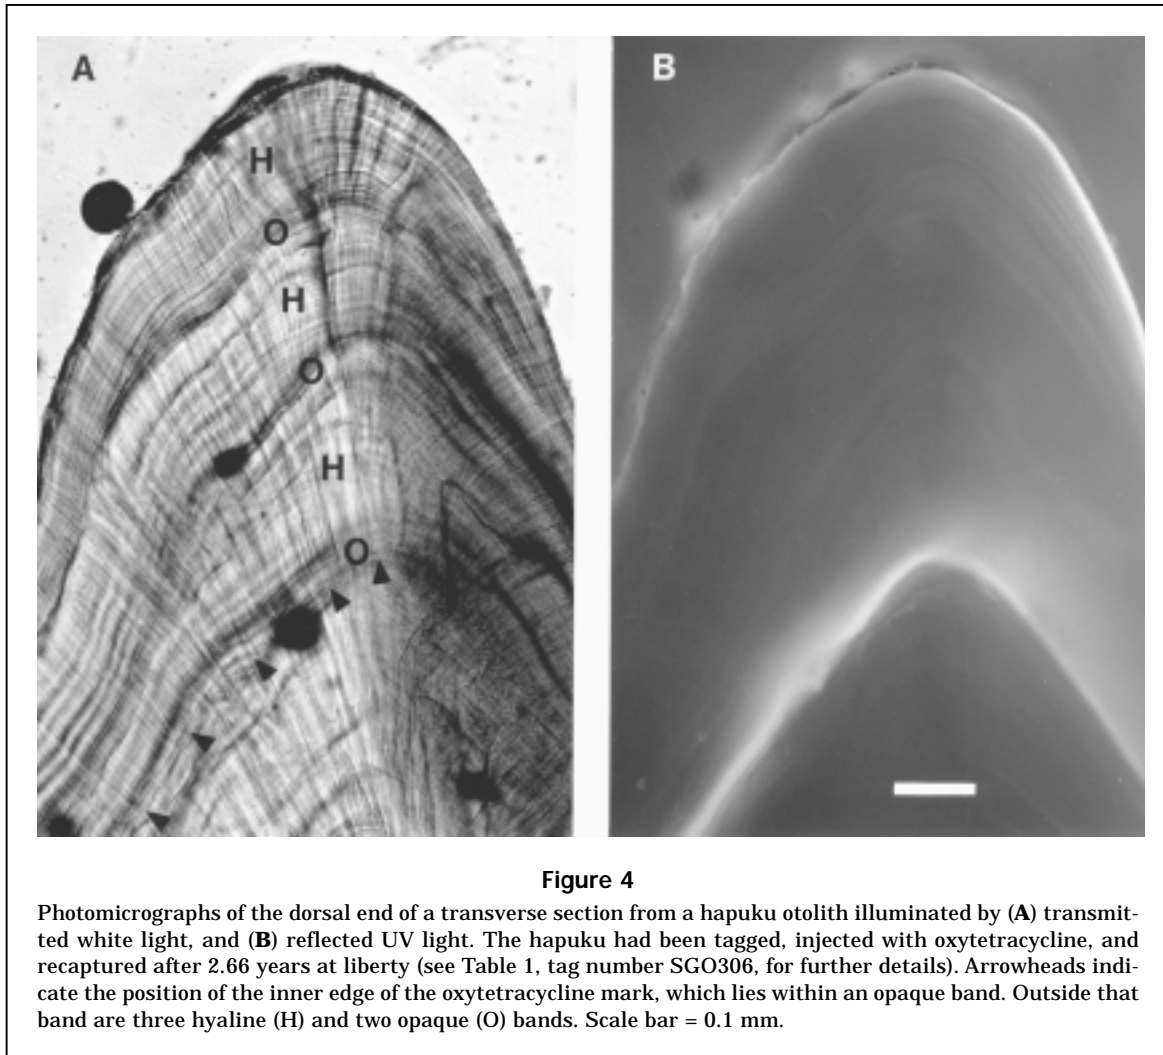 A
B
H
O
H
O
H
O
Figure 4
Photomicrographs of the dorsal end of a transverse section from a hapuku otolith illuminated by (A) transmit-
ted white light, and (B) reflected UV light. The hapuku had been tagged, injected with oxytetracycline, and
recaptured after 2.66 years at liberty (see Table 1, tag number SGO306, for further details). Arrowheads indi-
cate the position of the inner edge of the oxytetracycline mark, which lies within an opaque band. Outside that
band are three hyaline (H) and two opaque (O) bands. Scale bar = 0.1 mm.